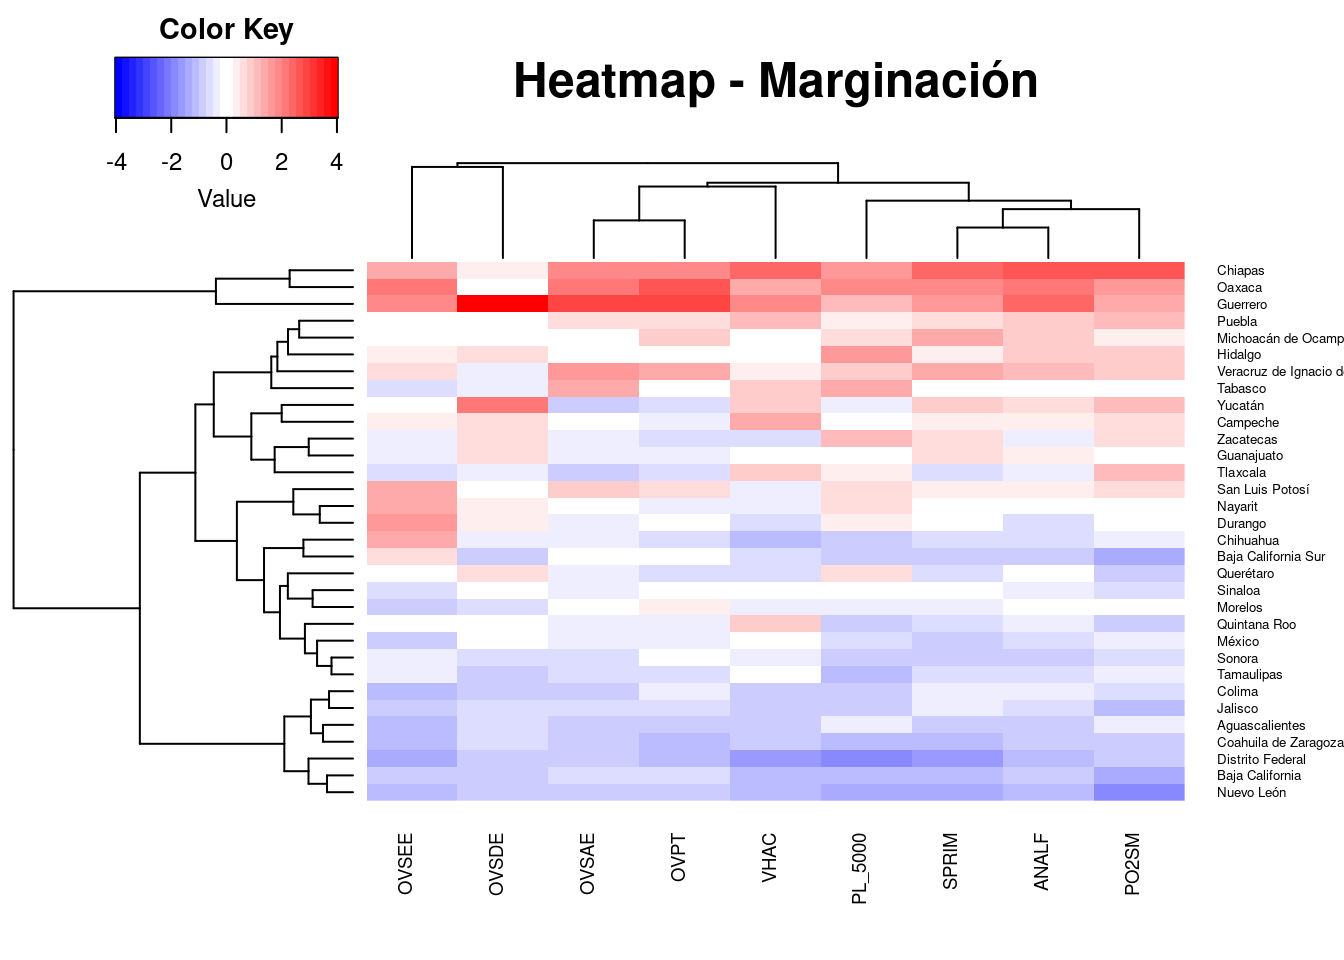 Color Key
Heatmap - Marginación
-4 -2 0 2 4
Value
Chiapas
Oaxaca
Guerrero
Puebla
Michoacán de Ocamp
Hidalgo
Veracruz de Ignacio de
Tabasco
Yucatán
Campeche
Zacatecas
Guanajuato
Tlaxcala
San Luis Potosí
Nayarit
Durango
Chihuahua
Baja California Sur
Querétaro
Sinaloa
Morelos
Quintana Roo
México
Sonora
Tamaulipas
Colima
Jalisco
Aguascalientes
Coahuila de Zaragoza
Distrito Federal
Baja California
Nuevo León
OVSEE
OVSDE
OVSAE
OVPT
VHAC
PL_5000
SPRIM
ANALF
PO2SM